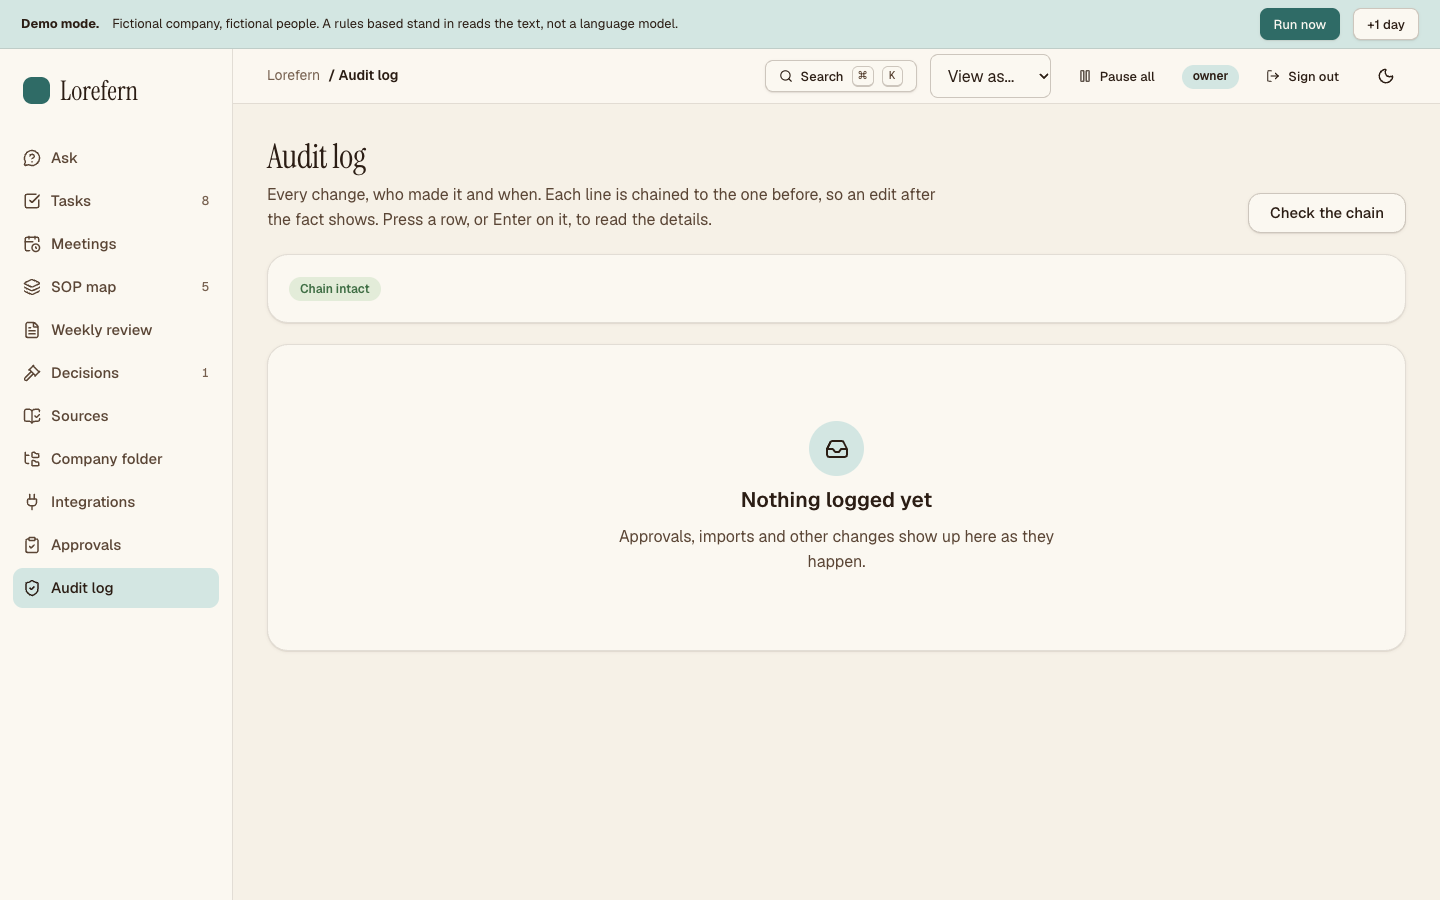 Demo mode. Fictional company, fictional people. A rules based stand in reads the text, not a language model.
Run now
+1 day
Lorefern
Lorefern / Audit log
Search ⌘ K
View as...
Pause all
owner
Sign out
Ask
Tasks 8
Meetings
SOP map 5
Weekly review
Decisions 1
Sources
Company folder
Integrations
Approvals
Audit log
Audit log
Every change, who made it and when. Each line is chained to the one before, so an edit after
the fact shows. Press a row, or Enter on it, to read the details.
Check the chain
Chain intact
Nothing logged yet
Approvals, imports and other changes show up here as they
happen.